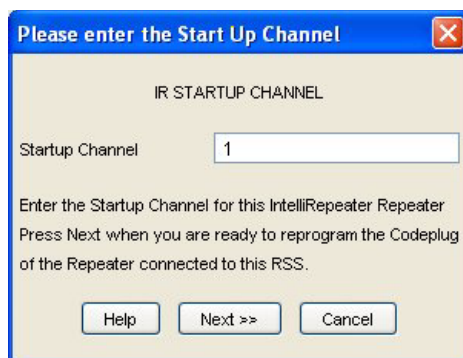 Please enter the Start Up Channel
IR STARTUP CHANNEL
Startup Channel 1
Enter the Startup Channel for this IntelliRepeater Repeater
Press Next when you are ready to reprogram the Codeplug
of the Repeater connected to this RSS.
Help Next >> Cancel